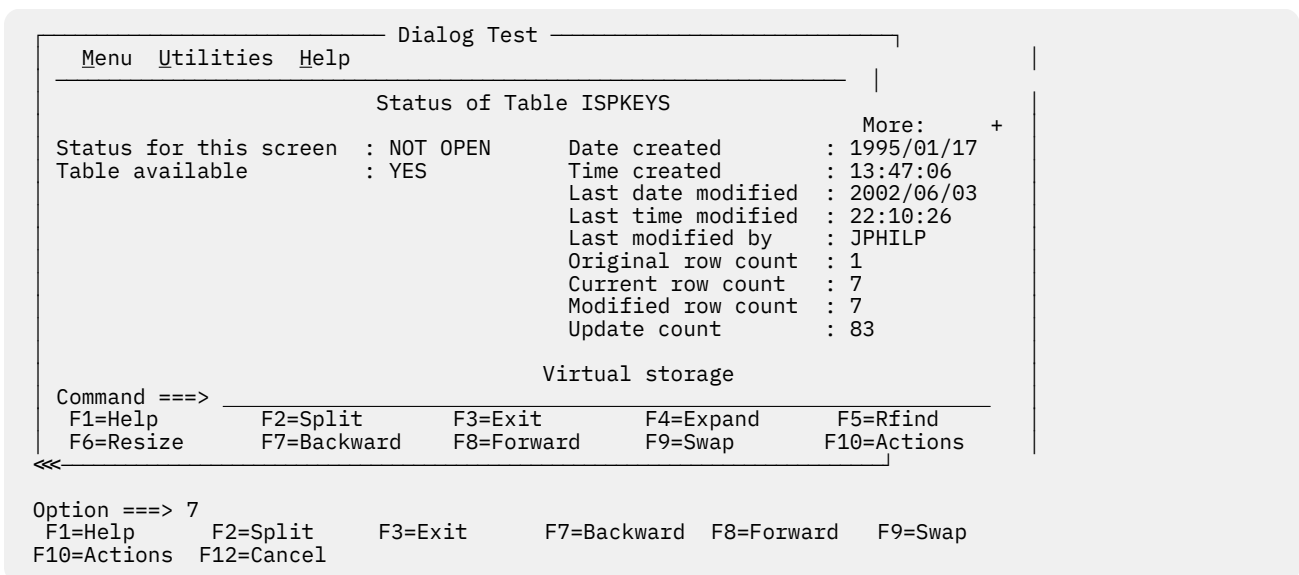 Dialog Test
Menu Utilities Help
Status of Table ISPKEYS
More: +
Status for this screen : NOT OPEN Date created : 1995/01/17
Table available : YES Time created : 13:47:06
Last date modified : 2002/06/03
Last time modified : 22:10:26
Last modified by : JPHILP
Original row count : 1
Current row count : 7
Modified row count : 7
Update count : 83
Virtual storage
Command ===>
F1=Help F2=Split F3=Exit F4=Expand F5=Rfind
F6=Resize F7=Backward F8=Forward F9=Swap F10=Actions
<<<
Option ===> 7
F1=Help F2=Split F3=Exit F7=Backward F8=Forward F9=Swap
F10=Actions F12=Cancel